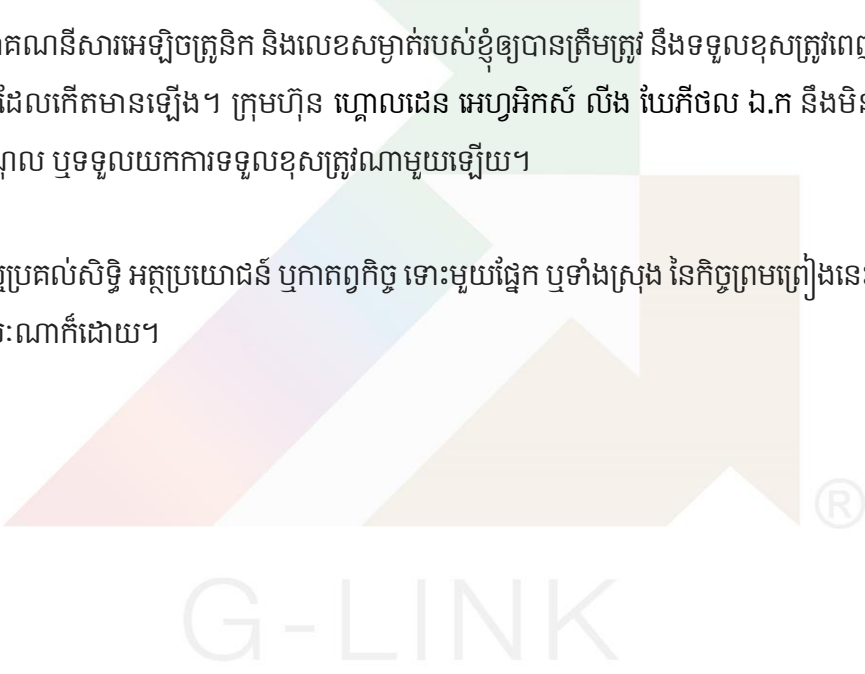 គណនីសារអេឡិចត្រូនិក និងលេខសម្ងាត់របស់ខ្ញុំឲ្យបានត្រឹមត្រូវ នឹងទទួលខុសត្រូវពេញ
ដែលកើតមានឡើង។ ក្រុមហ៊ុន ហ្គោលដេន អេហ្វអិកស៍ លីង ឃែភីថល ឯ.ក នឹងមិន
ឬទទួលយកការទទួលខុសត្រូវណាមួយឡើយ។
ប្រគល់សិទ្ធិ អត្ថប្រយោជន៍ ឬកាតព្វកិច្ច ទោះមួយផ្នែក ឬទាំងស្រុង នៃកិច្ចព្រមព្រៀងនេះ
ណាក៏ដោយ។
®
G-LINK